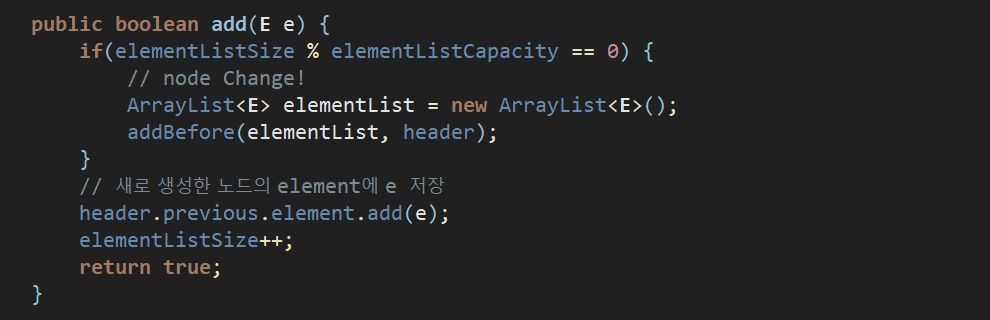 public boolean add(E e) {
    if(elementListSize % elementListCapacity == 0) {
        // node Change!
        ArrayList<E> elementList = new ArrayList<E>();
        addBefore(elementList, header);
    }
    // 새로 생성한 노드의 element에 e 저장
    header.previous.element.add(e);
    elementListSize++;
    return true;
}